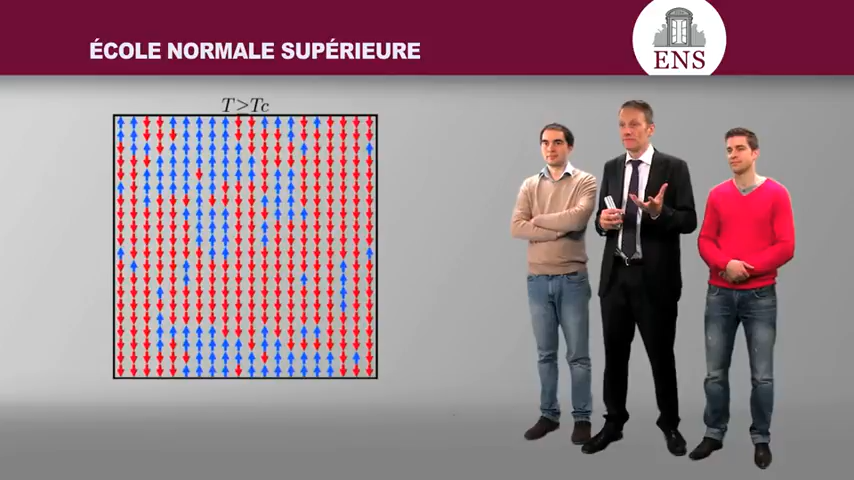 ÉCOLE NORMALE SUPÉRIEURE
ENS
T ≥ Tc